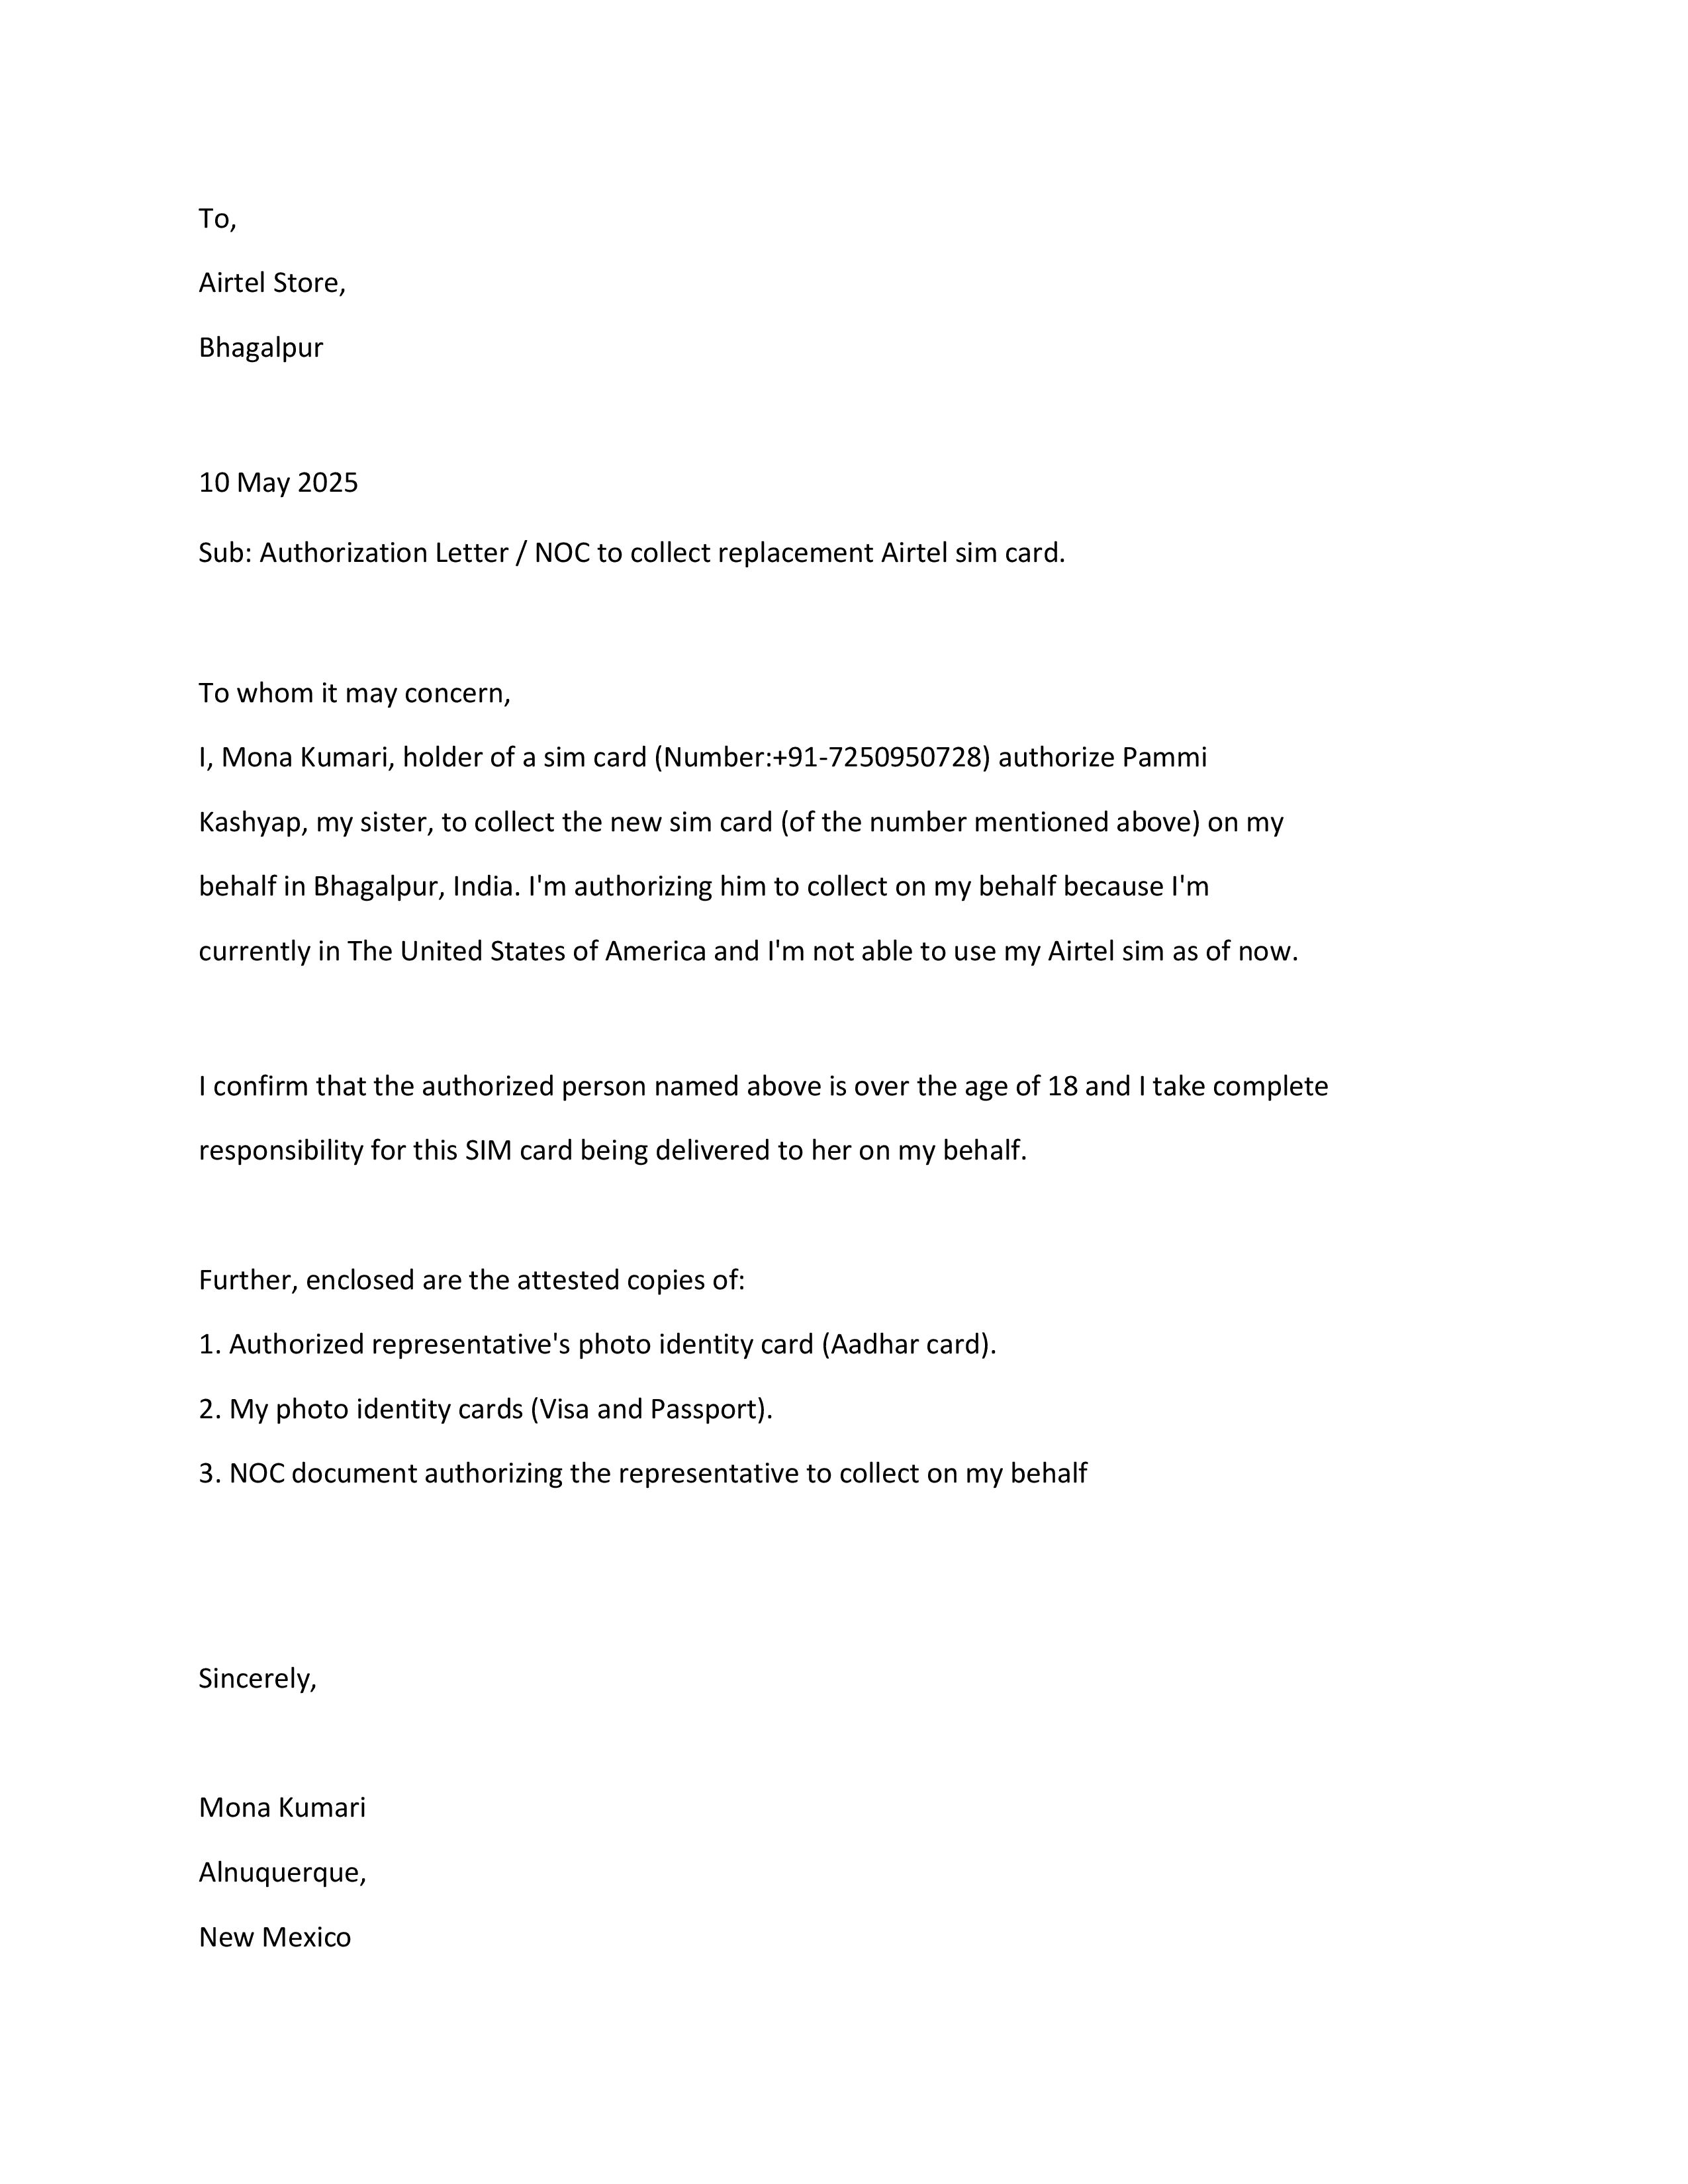 To,
Airtel Store,
Bhagalpur
10 May 2025
Sub: Authorization Letter / NOC to collect replacement Airtel sim card.
To whom it may concern,
I, Mona Kumari, holder of a sim card (Number:+91-7250950728) authorize Pammi
Kashyap, my sister, to collect the new sim card (of the number mentioned above) on my
behalf in Bhagalpur, India. I'm authorizing him to collect on my behalf because I'm
currently in The United States of America and I'm not able to use my Airtel sim as of now.
I confirm that the authorized person named above is over the age of 18 and I take complete
responsibility for this SIM card being delivered to her on my behalf.
Further, enclosed are the attested copies of:
1. Authorized representative's photo identity card (Aadhar card).
2. My photo identity cards (Visa and Passport).
3. NOC document authorizing the representative to collect on my behalf
Sincerely,
Mona Kumari
Alnuquerque,
New Mexico